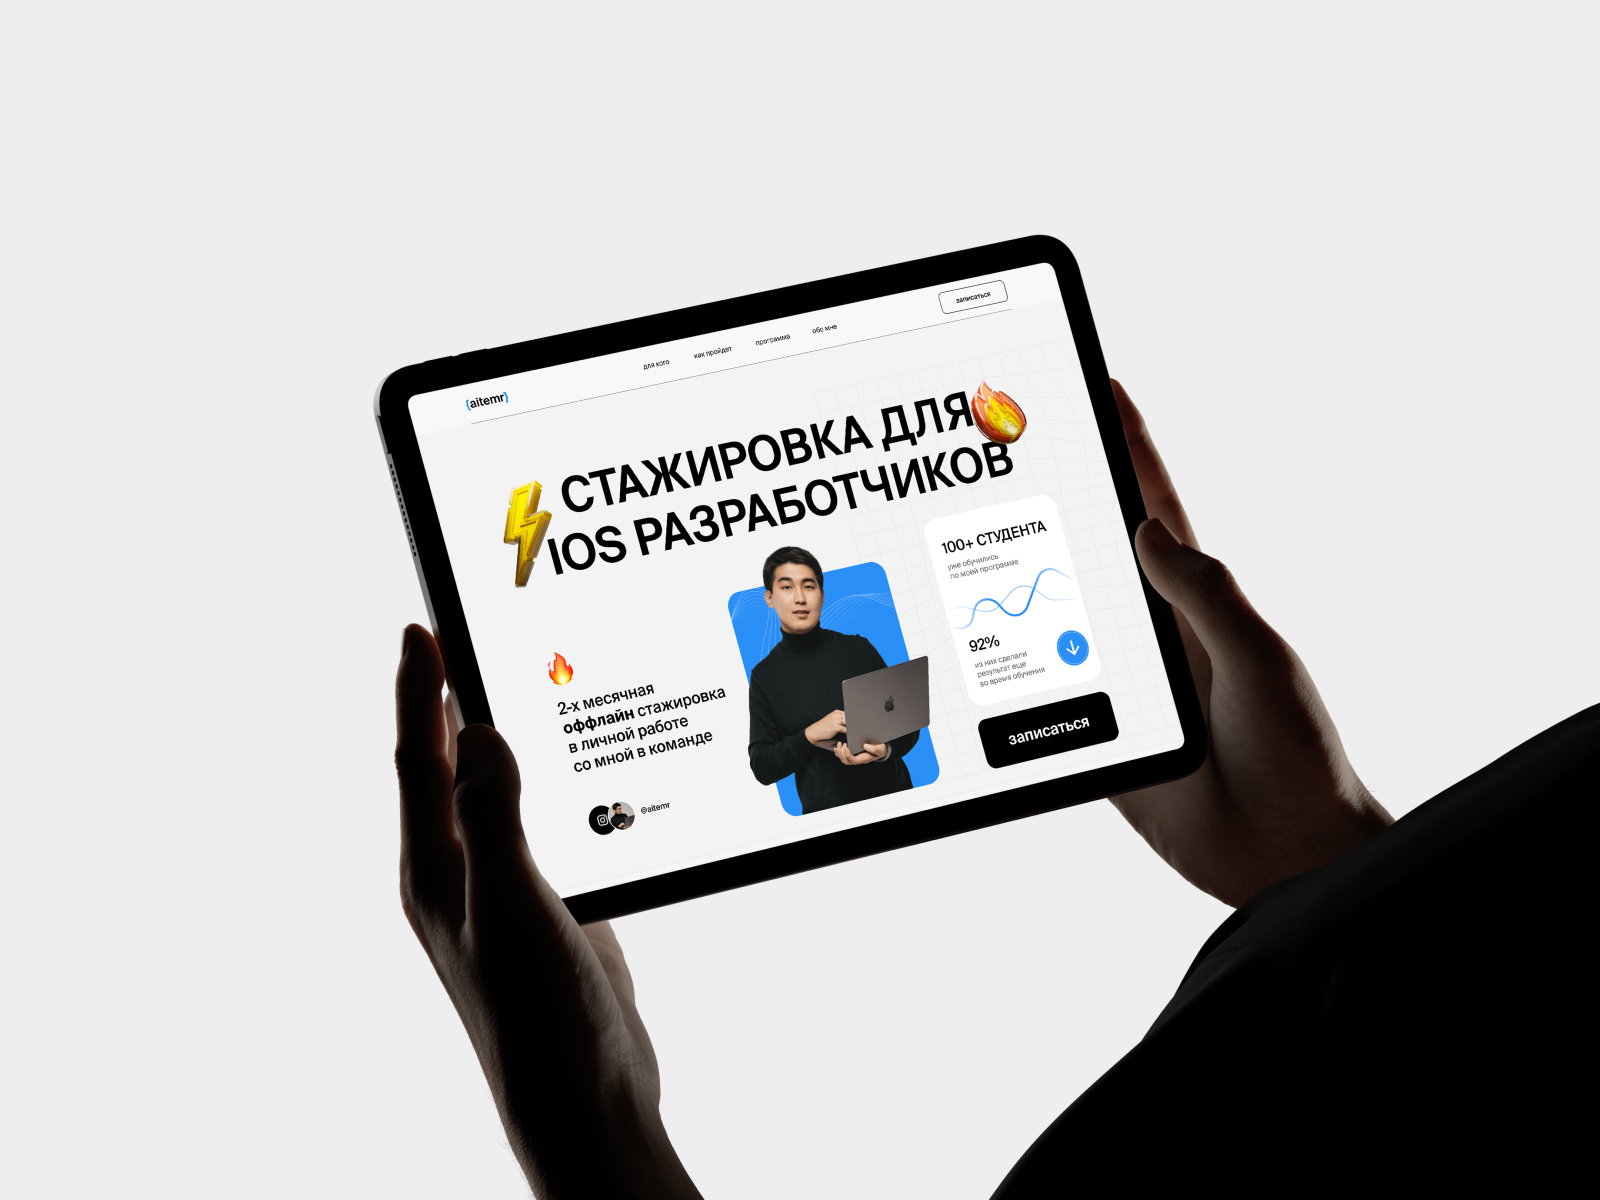 {aitemr}
для кого
как пройдет
программа
обо мне
записаться
СТАЖИРОВКА ДЛЯ
IOS РАЗРАБОТЧИКОВ
2-х месячная
оффлайн стажировка
в личной работе
со мной в команде
@aitemr
100+ СТУДЕНТА
уже обучились
по моей программе
92%
из них сделали
результат еще
во время обучения
записаться